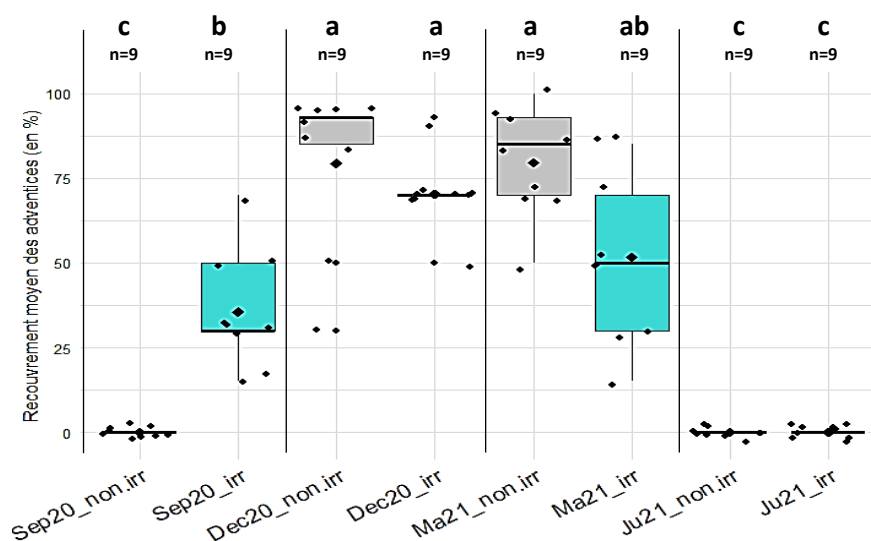 c b a a a ab c c
n=9 n=9 n=9 n=9 n=9 n=9 n=9 n=9
Recouvrement moyen des adventices (en %)
100
75
50
25
0
Sep20_non.irr
Sep20_irr
Dec20_non.irr
Dec20_irr
Ma21_non.irr
Ma21_irr
Ju21_non.irr
Ju21_irr